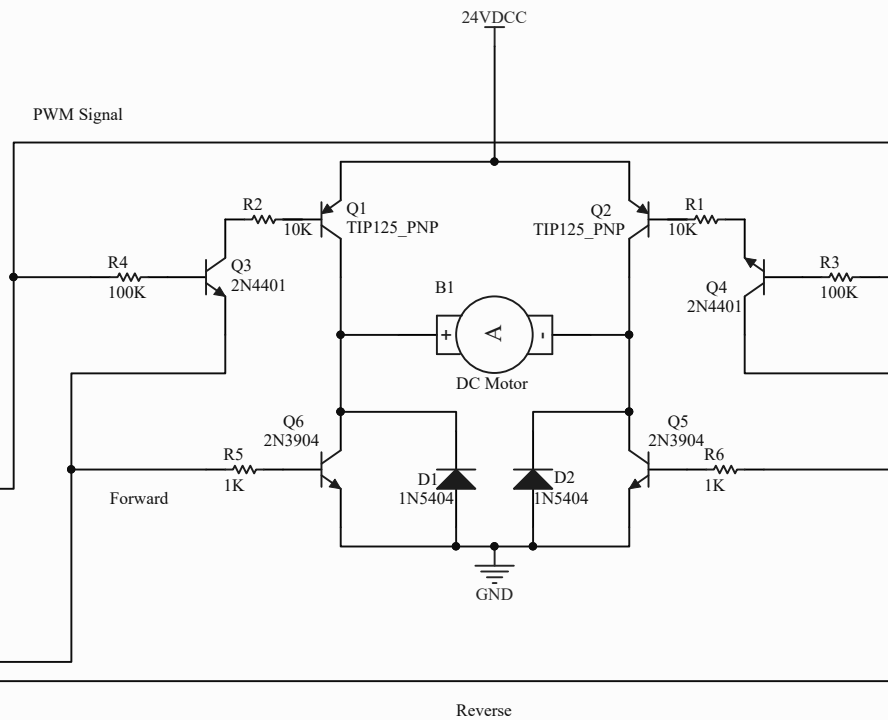 24VDCC
PWM Signal
R2
10K
Q1
TIP125_PNP
Q2
TIP125_PNP
R1
10K
R4
100K
Q3
2N4401
Q4
2N4401
R3
100K
B1
+
A
-
DC Motor
Q6
2N3904
Q5
2N3904
R5
1K
R6
1K
D1
1N5404
D2
1N5404
Forward
GND
Reverse